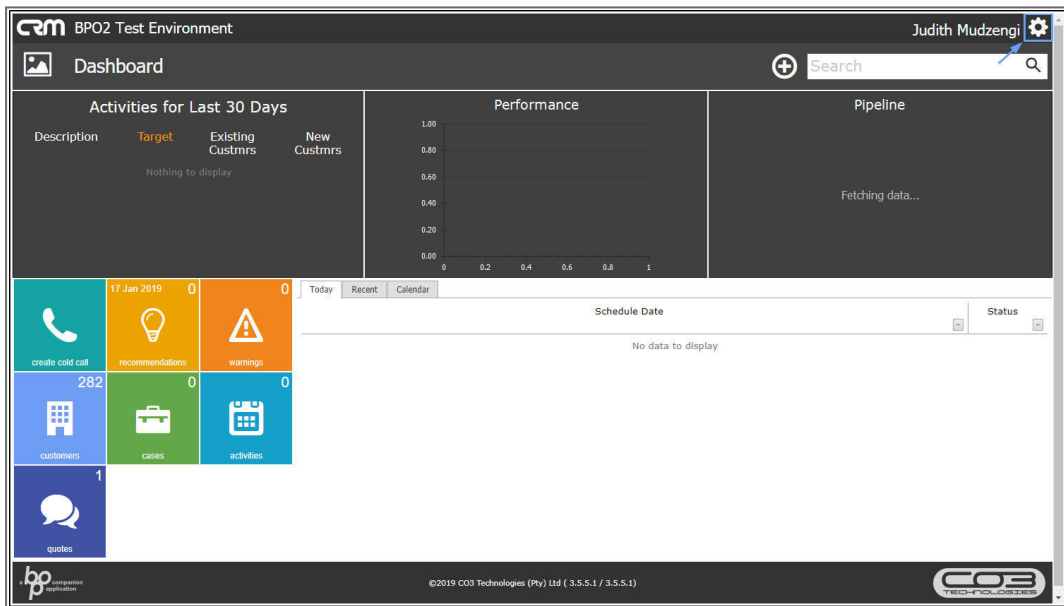 CRM BPO2 Test Environment
Judith Mudzengi
Dashboard
Search
Activities for Last 30 Days
Description Target Existing Custmrs New Custmrs
Nothing to display
Performance
1.00
0.80
0.60
0.40
0.20
0.00
0 0.2 0.4 0.6 0.8 1
Pipeline
Fetching data...
create cold call
17 Jan 2019 0
recommendations
0
warnings
282
customers
0
cases
0
activities
1
quotes
Today Recent Calendar
Schedule Date Status
No data to display
a bpo companion application
©2019 CO3 Technologies (Pty) Ltd ( 3.5.5.1 / 3.5.5.1)
CO3
TECHNOLOGIES